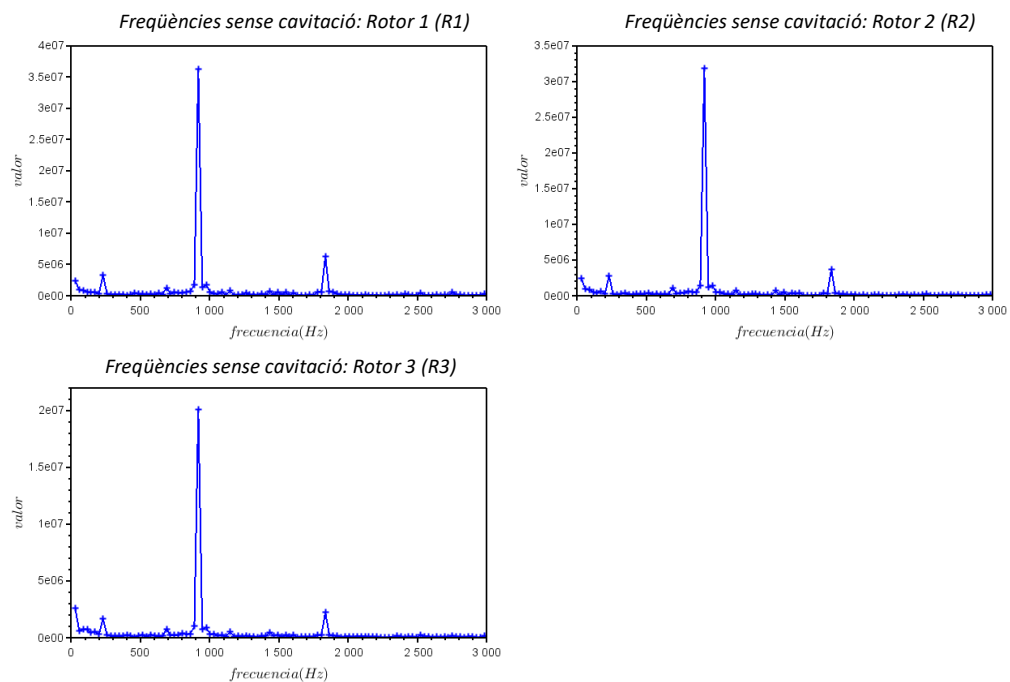 Freqüències sense cavitació: Rotor 1 (R1)
4e07
3.5e07
3e07
2.5e07
2e07
1.5e07
1e07
5e06
0e00
valor
0 500 1 000 1 500 2 000 2 500 3 000
frecuencia(Hz)
Freqüències sense cavitació: Rotor 2 (R2)
3.5e07
3e07
2.5e07
2e07
1.5e07
1e07
5e06
0e00
valor
0 500 1 000 1 500 2 000 2 500 3 000
frecuencia(Hz)
Freqüències sense cavitació: Rotor 3 (R3)
2e07
1.5e07
1e07
5e06
0e00
valor
0 500 1 000 1 500 2 000 2 500 3 000
frecuencia(Hz)